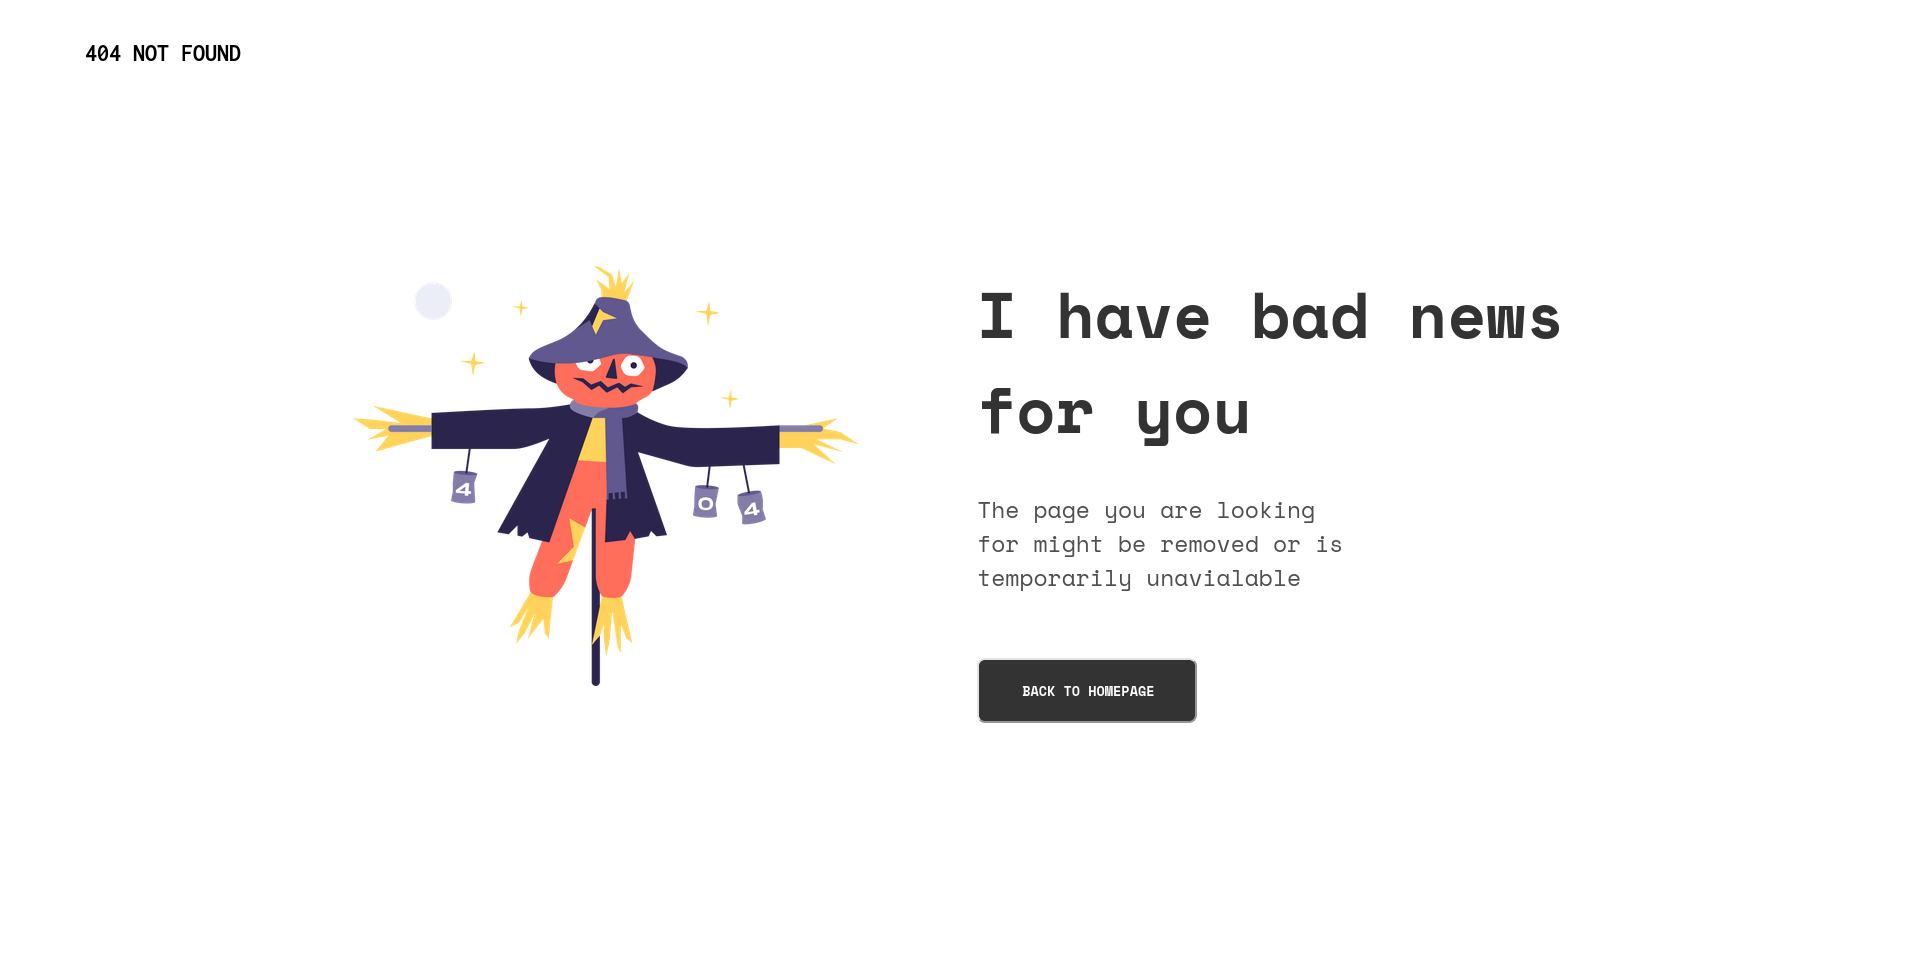 404 NOT FOUND
I have bad news
for you
4
0
4
The page you are looking
for might be removed or is
temporarily unavialable
BACK TO HOMEPAGE